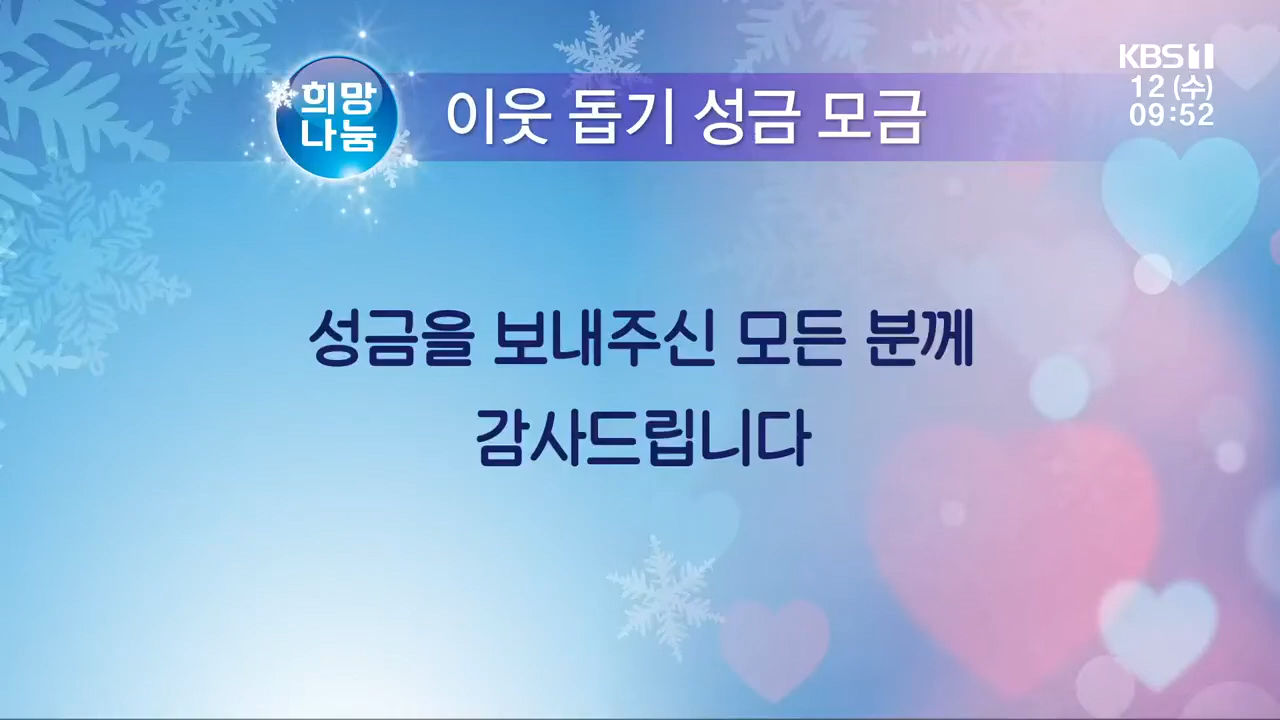 희망
나눔
이웃 돕기 성금 모금
KBS1
12 (수)
09:52
성금을 보내주신 모든 분께
감사드립니다